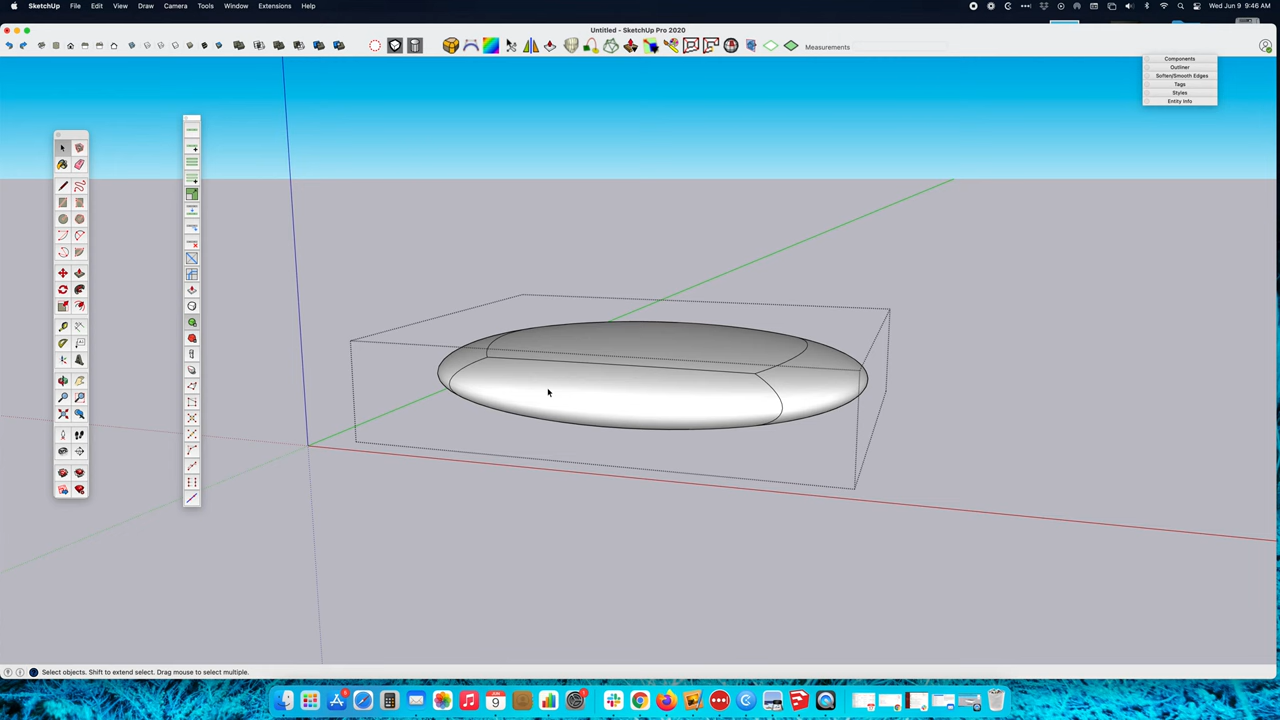 SketchUp File Edit View Draw Camera Tools Window Extensions Help
Wed Jun 9 9:46 AM
Untitled - SketchUp Pro 2020
Measurements
Components
Outliner
Soften/Smooth Edges
Tags
Styles
Entity Info
Select objects. Shift to extend select. Drag mouse to select multiple.
JUN
9